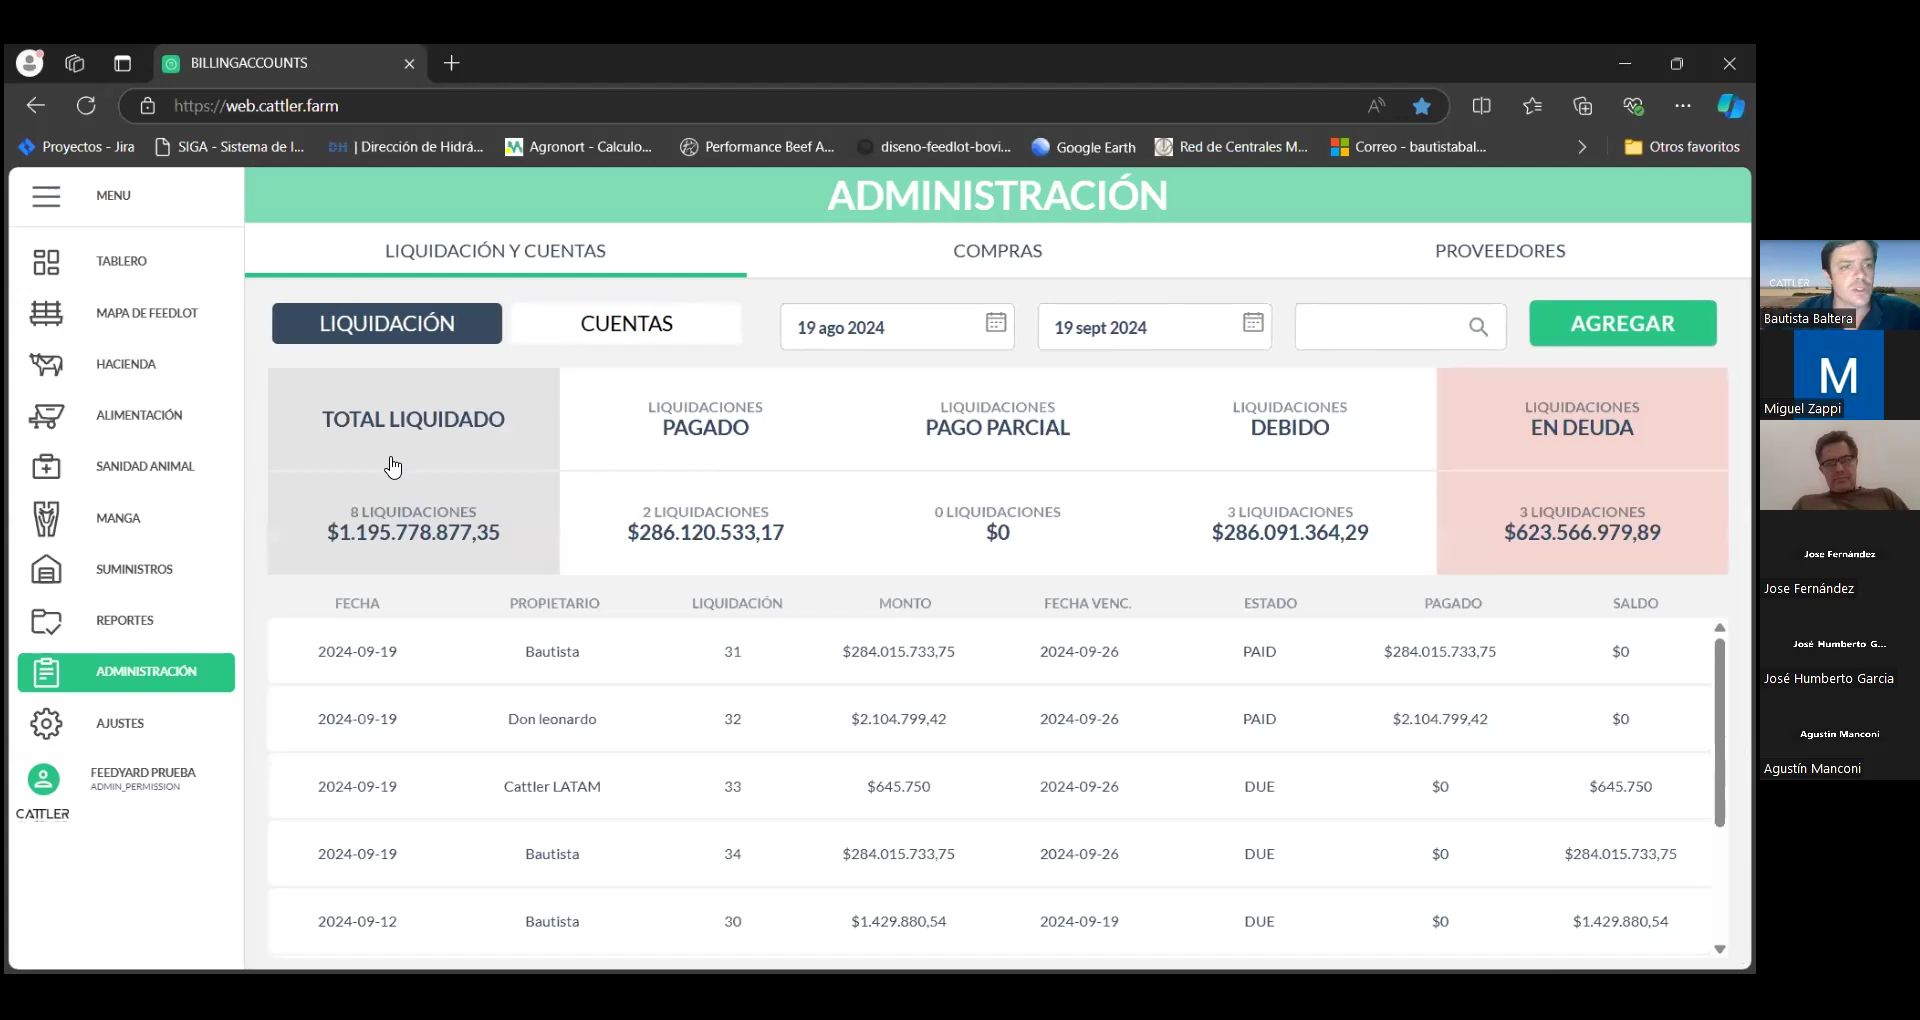 BILLINGACCOUNTS
https://web.cattler.farm
Proyectos - Jira
SIGA - Sistema de I...
DH | Dirección de Hidrá...
Agronort - Calculo...
Performance Beef A...
diseno-feedlot-bovi...
Google Earth
Red de Centrales M...
Correo - bautistabal...
Otros favoritos
MENU
ADMINISTRACIÓN
LIQUIDACIÓN Y CUENTAS
COMPRAS
PROVEEDORES
TABLERO
MAPA DE FEEDLOT
HACIENDA
ALIMENTACIÓN
SANIDAD ANIMAL
MANGA
SUMINISTROS
REPORTES
ADMINISTRACIÓN
AJUSTES
FEEDYARD PRUEBA
ADMIN_PERMISSION
CATTLER
LIQUIDACIÓN
CUENTAS
19 ago 2024
19 sept 2024
AGREGAR
TOTAL LIQUIDADO
LIQUIDACIONES
PAGADO
LIQUIDACIONES
PAGO PARCIAL
LIQUIDACIONES
DEBIDO
LIQUIDACIONES
EN DEUDA
8 LIQUIDACIONES
$1.195.778.877,35
2 LIQUIDACIONES
$286.120.533,17
0 LIQUIDACIONES
$0
3 LIQUIDACIONES
$286.091.364,29
3 LIQUIDACIONES
$623.566.979,89
FECHA PROPIETARIO LIQUIDACIÓN MONTO FECHA VENC. ESTADO PAGADO SALDO
2024-09-19 Bautista 31 $284.015.733,75 2024-09-26 PAID $284.015.733,75 $0
2024-09-19 Don leonardo 32 $2.104.799,42 2024-09-26 PAID $2.104.799,42 $0
2024-09-19 Cattler LATAM 33 $645.750 2024-09-26 DUE $0 $645.750
2024-09-19 Bautista 34 $284.015.733,75 2024-09-26 DUE $0 $284.015.733,75
2024-09-12 Bautista 30 $1.429.880,54 2024-09-19 DUE $0 $1.429.880,54
CATTLER
Bautista Baltera
M
Miguel Zappi
Jose Fernández
Jose Fernández
José Humberto G...
José Humberto Garcia
Agustín Manconi
Agustín Manconi